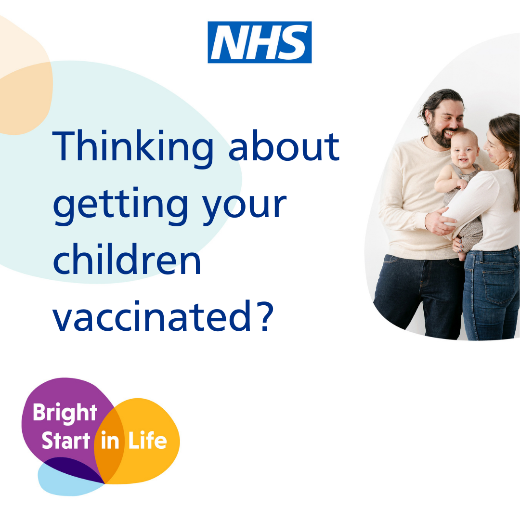 NHS
Thinking about
getting your
children
vaccinated?
Bright
Start in Life